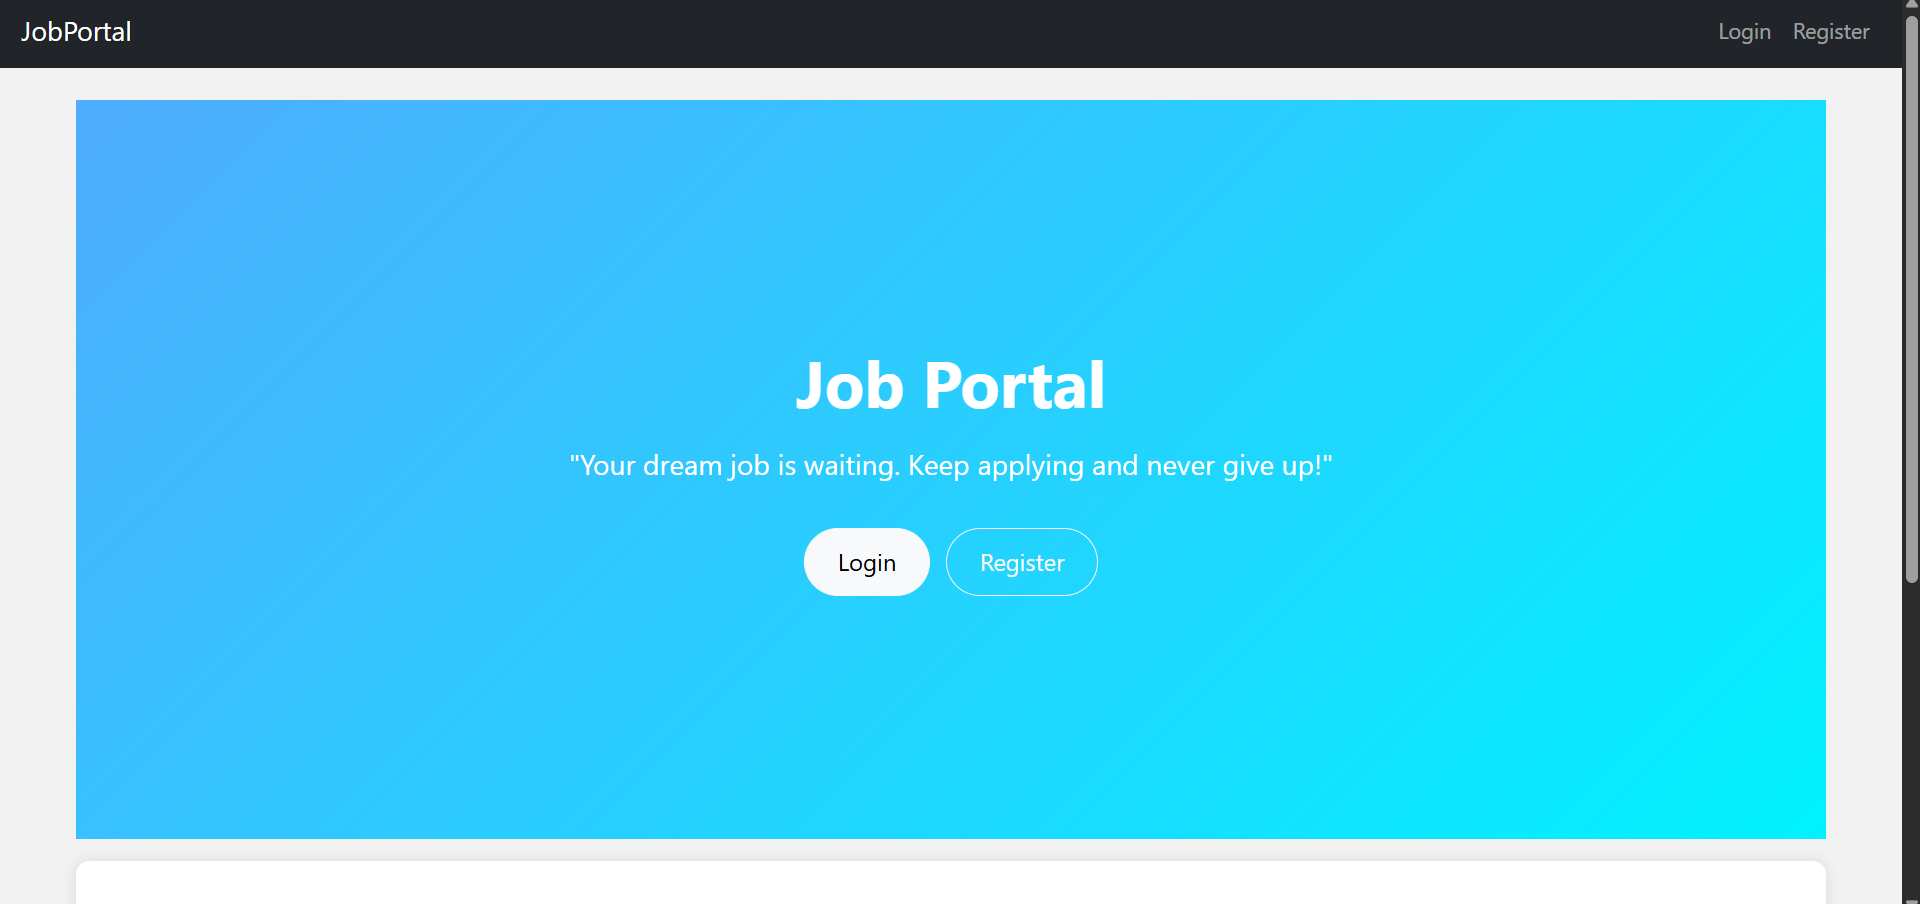 JobPortal
Login Register
Job Portal
"Your dream job is waiting. Keep applying and never give up!"
Login Register